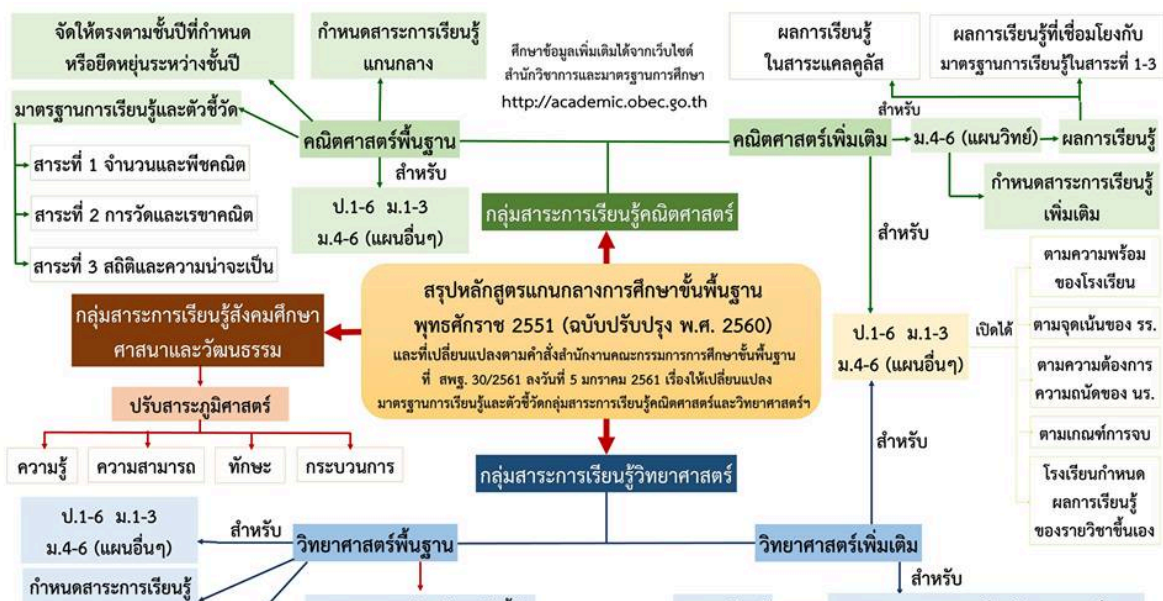 จัดให้ตรงตามชั้นปีที่กำหนด
หรือยืดหยุ่นระหว่างชั้นปี
กำหนดสาระการเรียนรู้
แกนกลาง
ศึกษาข้อมูลเพิ่มเติมได้จากเว็บไซต์
สำนักวิชาการและมาตรฐานการศึกษา
http://academic.obec.go.th
ผลการเรียนรู้
ในสาระแคลคูลัส
ผลการเรียนรู้ที่เชื่อมโยงกับ
มาตรฐานการเรียนรู้ในสาระที่ 1-3
มาตรฐานการเรียนรู้และตัวชี้วัด
สาระที่ 1 จำนวนและพีชคณิต
สาระที่ 2 การวัดและเรขาคณิต
สาระที่ 3 สถิติและความน่าจะเป็น
คณิตศาสตร์พื้นฐาน
สำหรับ
ป.1-6 ม.1-3
ม.4-6 (แผนอื่นๆ)
กลุ่มสาระการเรียนรู้คณิตศาสตร์
คณิตศาสตร์เพิ่มเติม
สำหรับ
ม.4-6 (แผนวิทย์)
ผลการเรียนรู้
กำหนดสาระการเรียนรู้
เพิ่มเติม
สำหรับ
สรุปหลักสูตรแกนกลางการศึกษาขั้นพื้นฐาน
พุทธศักราช 2551 (ฉบับปรับปรุง พ.ศ. 2560)
และที่เปลี่ยนแปลงตามคำสั่งสำนักงานคณะกรรมการการศึกษาขั้นพื้นฐาน
ที่ สพฐ. 30/2561 ลงวันที่ 5 มกราคม 2561 เรื่องให้เปลี่ยนแปลง
มาตรฐานการเรียนรู้และตัวชี้วัดกลุ่มสาระการเรียนรู้คณิตศาสตร์และวิทยาศาสตร์ฯ
กลุ่มสาระการเรียนรู้สังคมศึกษา
ศาสนาและวัฒนธรรม
ปรับสาระภูมิศาสตร์
ความรู้
ความสามารถ
ทักษะ
กระบวนการ
ป.1-6 ม.1-3
ม.4-6 (แผนอื่นๆ)
เปิดได้
ตามความพร้อม
ของโรงเรียน
ตามจุดเน้นของ รร.
ตามความต้องการ
ความถนัดของ นร.
ตามเกณฑ์การจบ
โรงเรียนกำหนด
ผลการเรียนรู้
ของรายวิชาขึ้นเอง
สำหรับ
กลุ่มสาระการเรียนรู้วิทยาศาสตร์
ป.1-6 ม.1-3
ม.4-6 (แผนอื่นๆ)
สำหรับ
วิทยาศาสตร์พื้นฐาน
วิทยาศาสตร์เพิ่มเติม
กำหนดสาระการเรียนรู้
สำหรับ